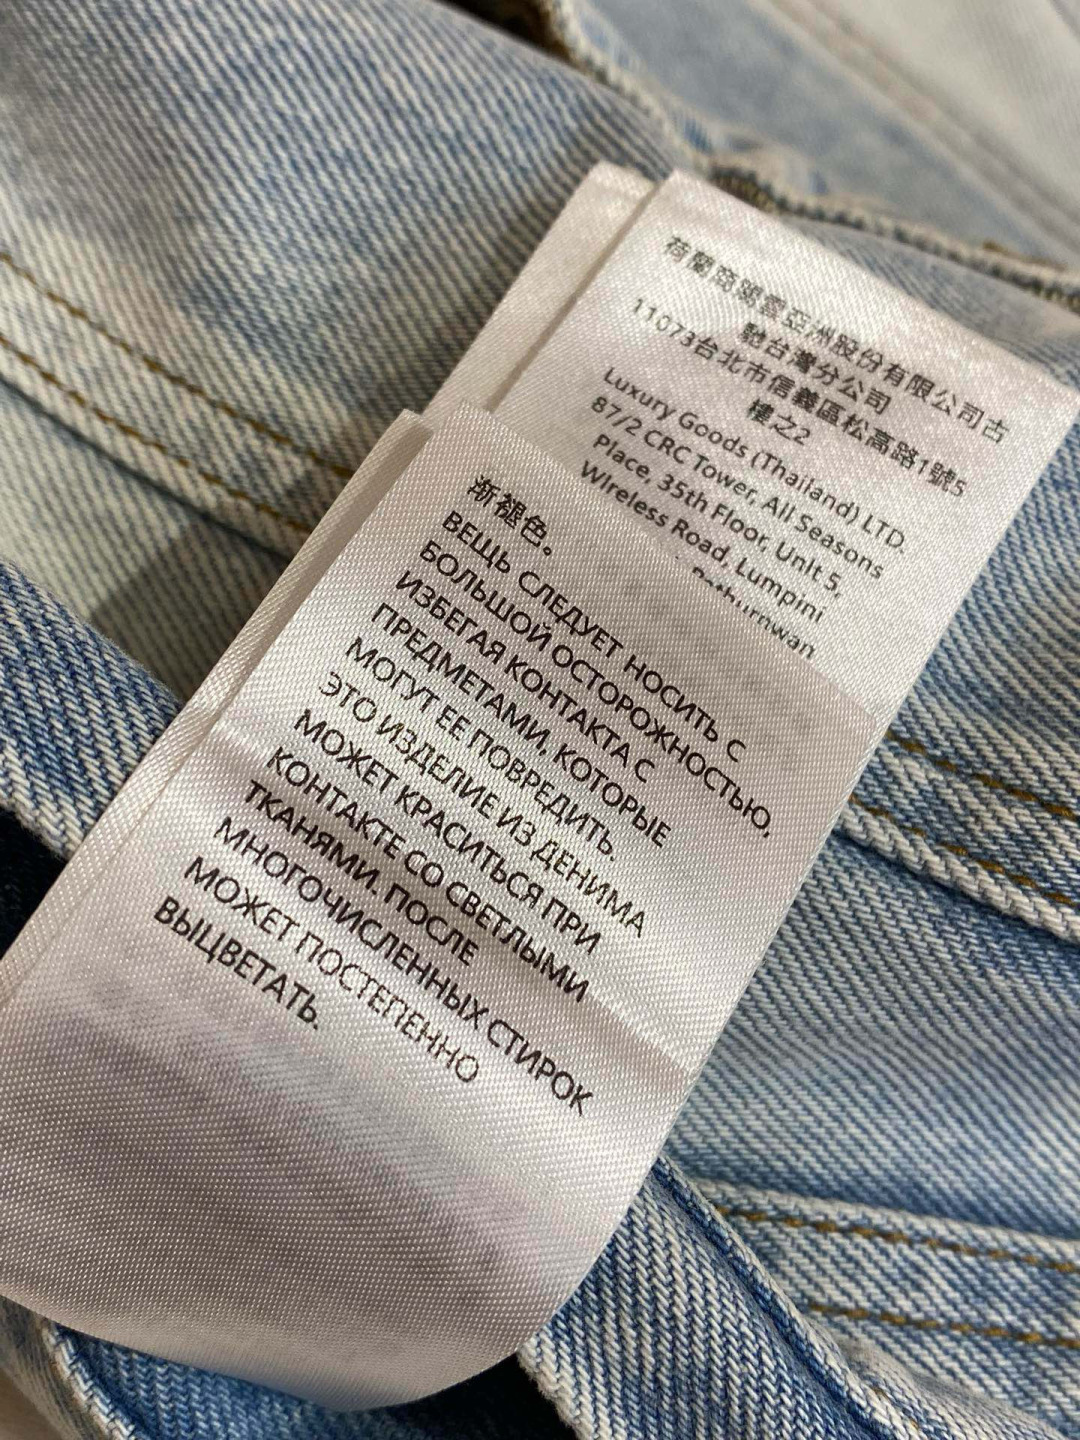 荷蘭商第雲亞洲股份有限公司古
馳台灣分公司
11073台北市信義區松高路1號5
樓之2
Luxury Goods (Thailand) LTD.
87/2 CRC Tower, All Seasons
Place, 35th Floor, Unit 5,
Wireless Road, Lumpini
Pathumwan
渐褪色。
ВЕЩЬ СЛЕДУЕТ НОСИТЬ С
БОЛЬШОЙ ОСТОРОЖНОСТЬЮ,
ИЗБЕГАЯ КОНТАКТА С
ПРЕДМЕТАМИ, КОТОРЫЕ
МОГУТ ЕЕ ПОВРЕДИТЬ.
ЭТО ИЗДЕЛИЕ ИЗ ДЕНИМА
МОЖЕТ КРАСИТЬСЯ ПРИ
КОНТАКТЕ СО СВЕТЛЫМИ
ТКАНЯМИ. ПОСЛЕ
МНОГОЧИСЛЕННЫХ СТИРОК
МОЖЕТ ПОСТЕПЕННО
ВЫЦВЕТАТЬ.